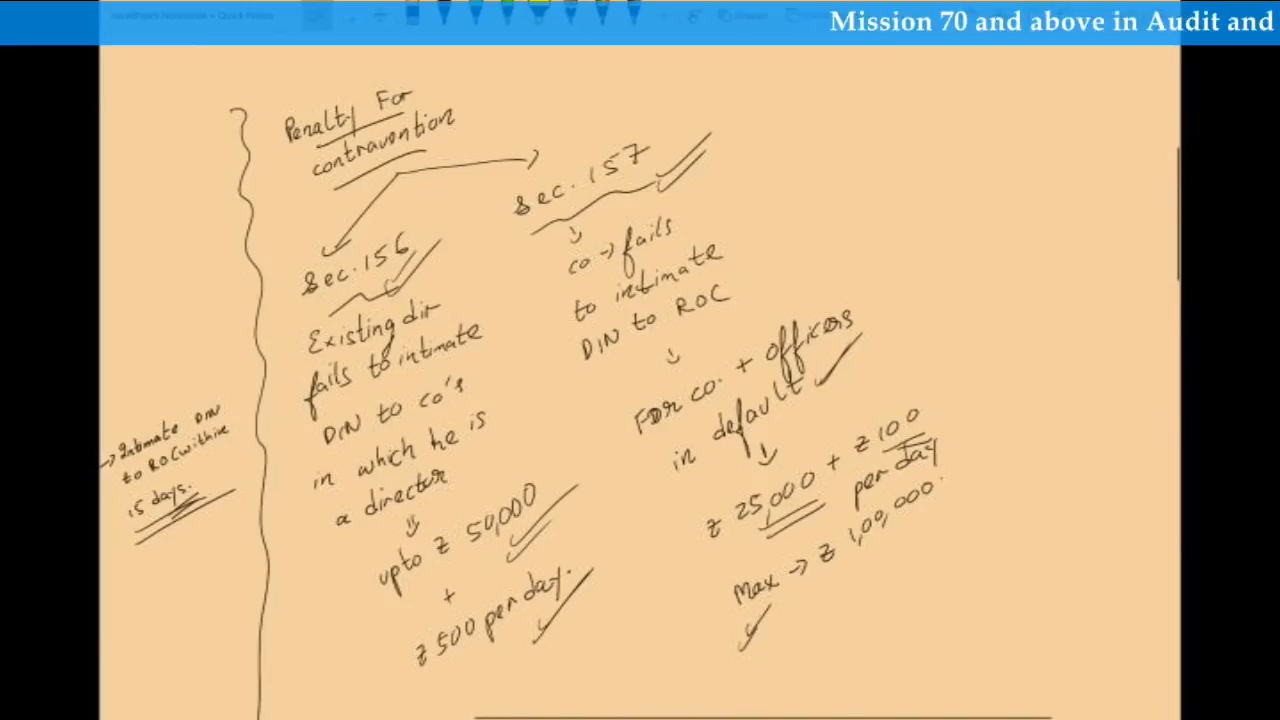 Mission 70 and above in Audit and
Penalty For
contravention
Sec. 156
Existing dir
fails to intimate
DIN to co's
in which he is
a director
upto ₹ 50,000
+
₹ 500 per day.
Sec. 157
co → fails
to intimate
DIN to ROC
For co. + officers
in default
₹ 25,000 + ₹ 100
per day
Max → ₹ 1,00,000.
→ Intimate DIN
to ROC within
15 days.